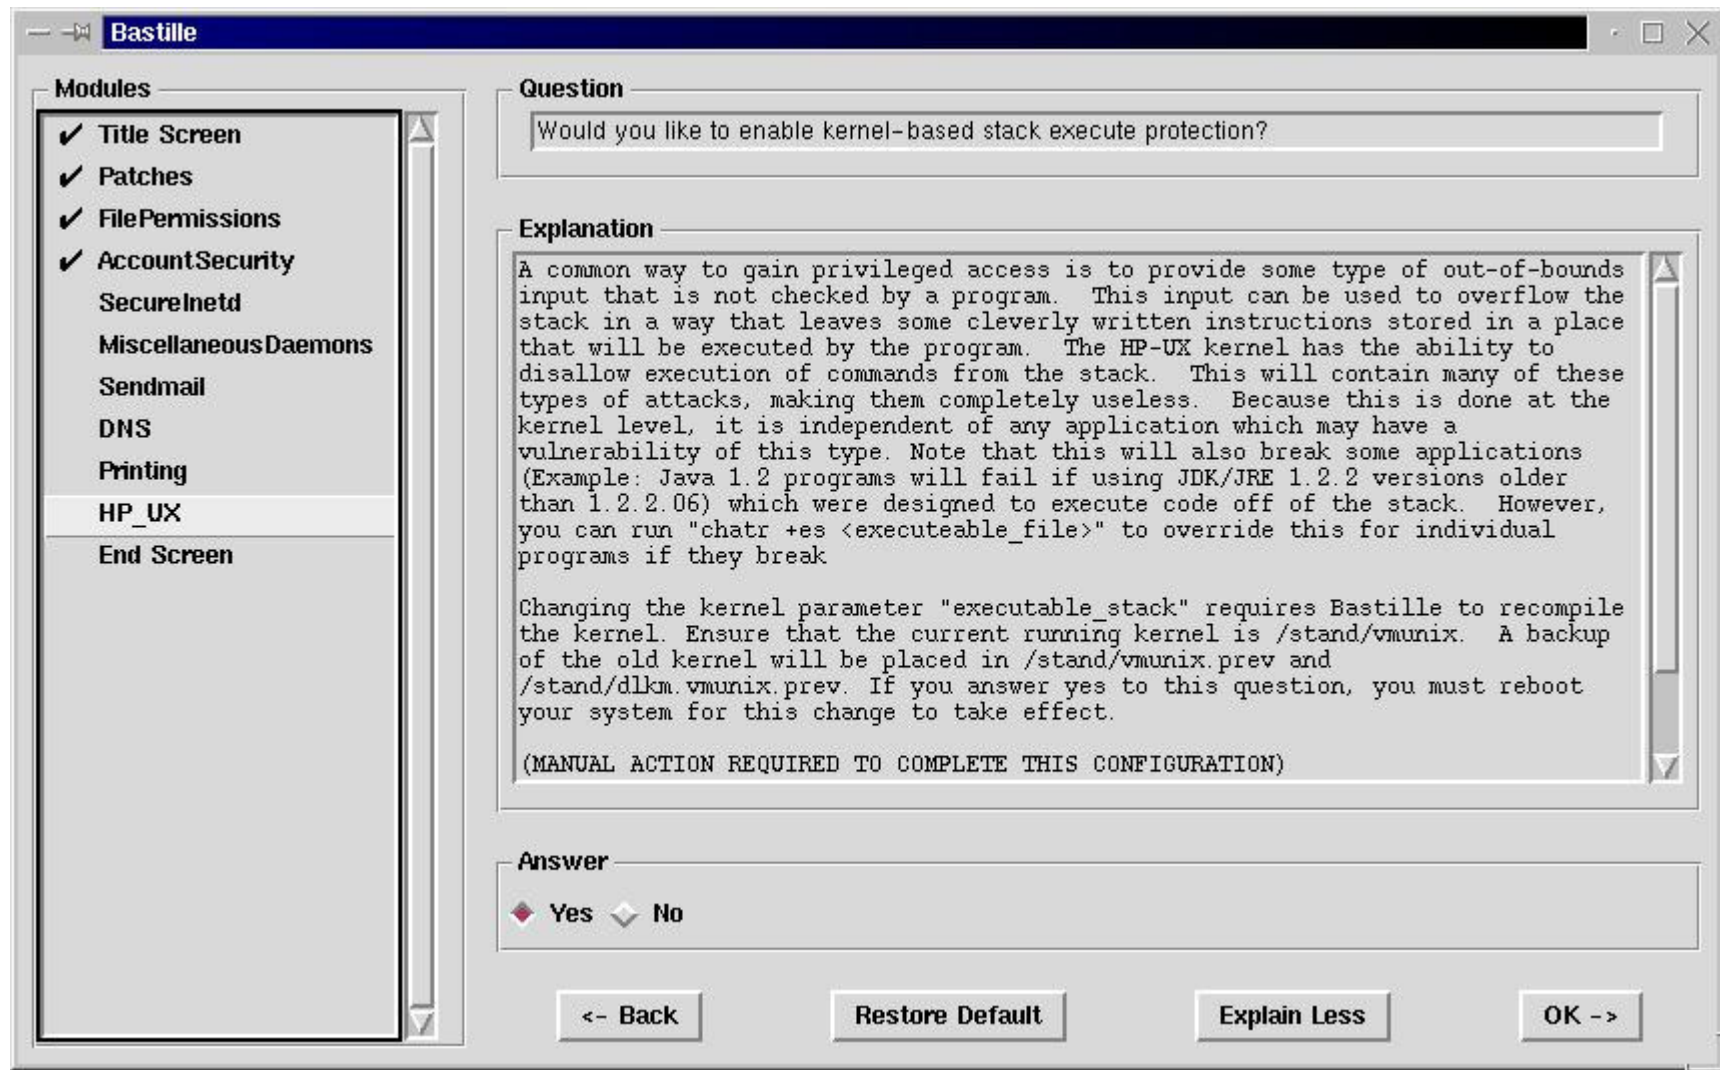 Bastille
Modules
✔ Title Screen
✔ Patches
✔ FilePermissions
✔ AccountSecurity
SecureInetd
MiscellaneousDaemons
Sendmail
DNS
Printing
HP_UX
End Screen
Question
Would you like to enable kernel-based stack execute protection?
Explanation
A common way to gain privileged access is to provide some type of out-of-bounds
input that is not checked by a program.  This input can be used to overflow the
stack in a way that leaves some cleverly written instructions stored in a place
that will be executed by the program.  The HP-UX kernel has the ability to
disallow execution of commands from the stack.  This will contain many of these
types of attacks, making them completely useless.  Because this is done at the
kernel level, it is independent of any application which may have a
vulnerability of this type. Note that this will also break some applications
(Example: Java 1.2 programs will fail if using JDK/JRE 1.2.2 versions older
than 1.2.2.06) which were designed to execute code off of the stack.  However,
you can run "chatr +es <executeable_file>" to override this for individual
programs if they break
Changing the kernel parameter "executable_stack" requires Bastille to recompile
the kernel. Ensure that the current running kernel is /stand/vmunix.  A backup
of the old kernel will be placed in /stand/vmunix.prev and
/stand/dlkm.vmunix.prev. If you answer yes to this question, you must reboot
your system for this change to take effect.
(MANUAL ACTION REQUIRED TO COMPLETE THIS CONFIGURATION)
Answer
Yes No
<- Back Restore Default Explain Less OK ->